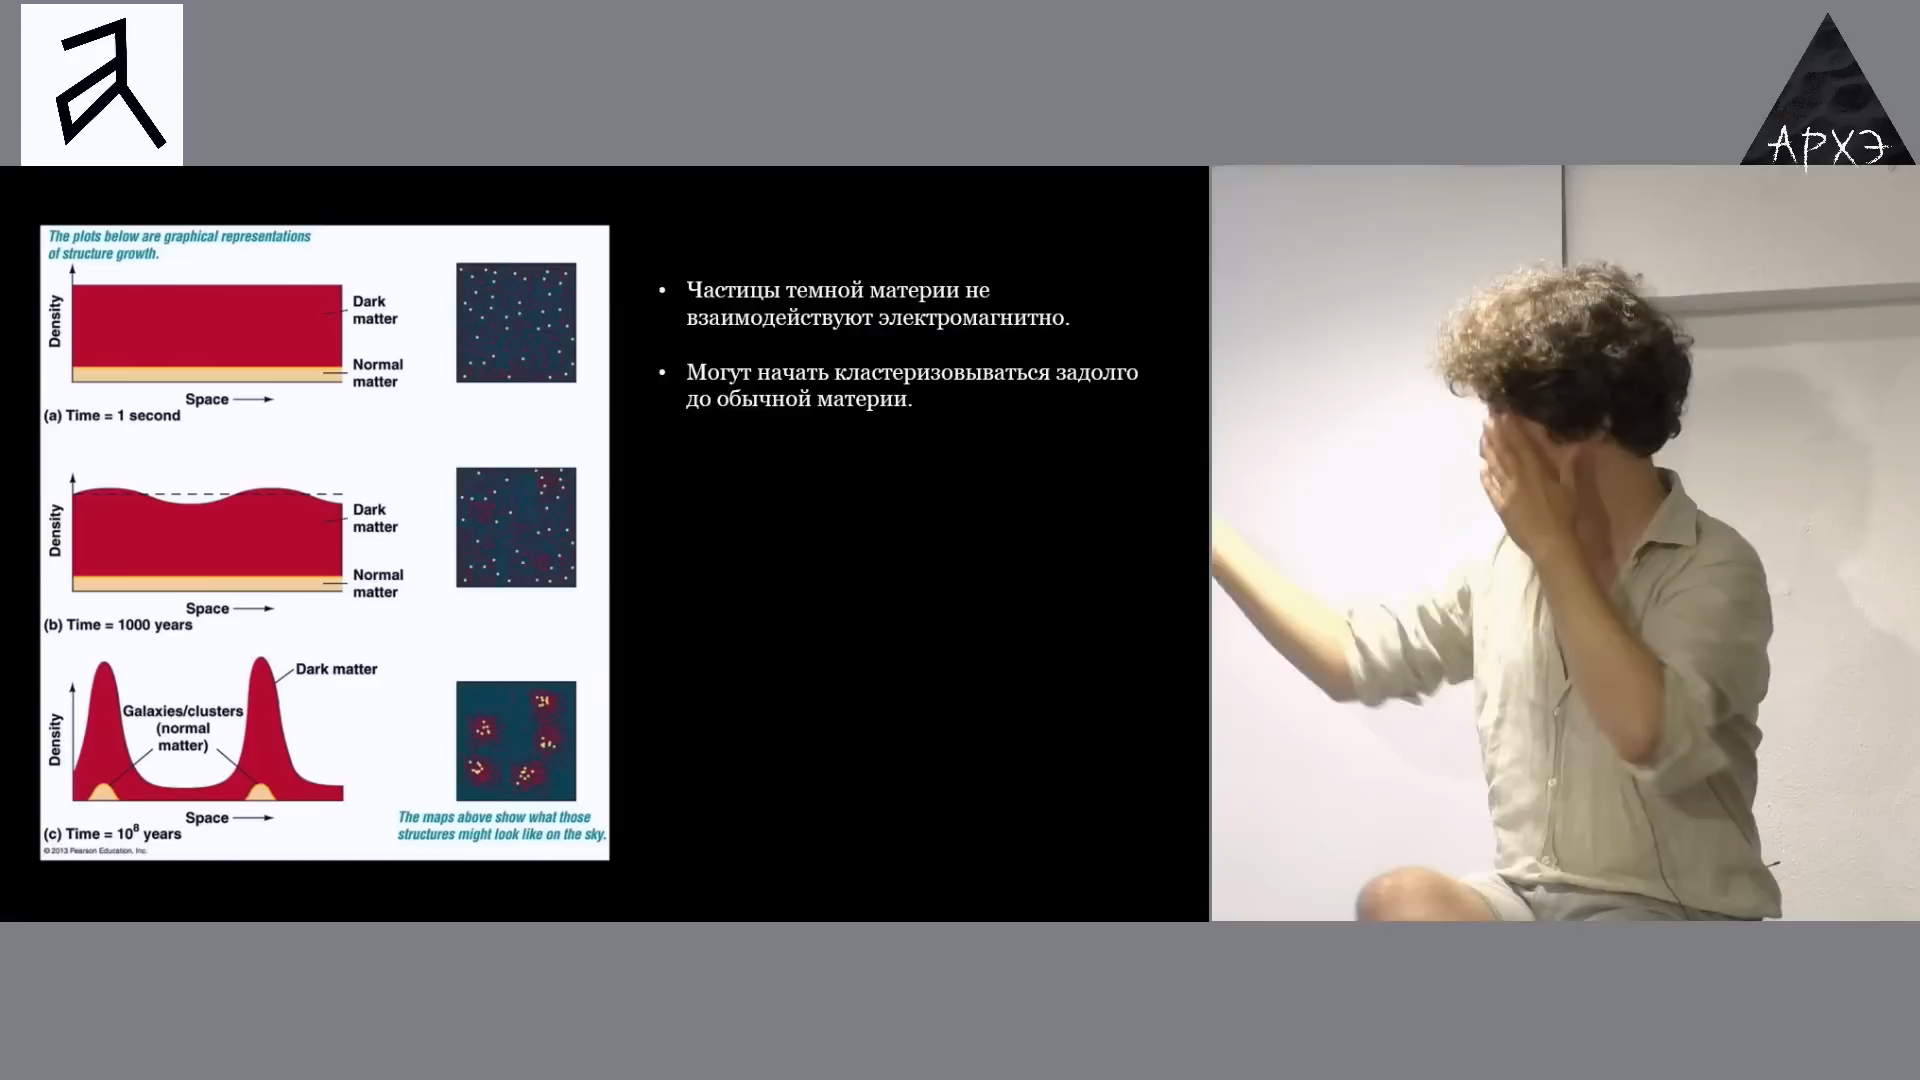 АРХЭ
The plots below are graphical representations
of structure growth.
Density
Dark
matter
Normal
matter
Space
(a) Time = 1 second
Density
Dark
matter
Normal
matter
Space
(b) Time = 1000 years
Density
Dark matter
Galaxies/clusters
(normal
matter)
Space
(c) Time = 10⁸ years
© 2013 Pearson Education, Inc.
The maps above show what those
structures might look like on the sky.
• Частицы темной материи не
взаимодействуют электромагнитно.
• Могут начать кластеризовываться задолго
до обычной материи.